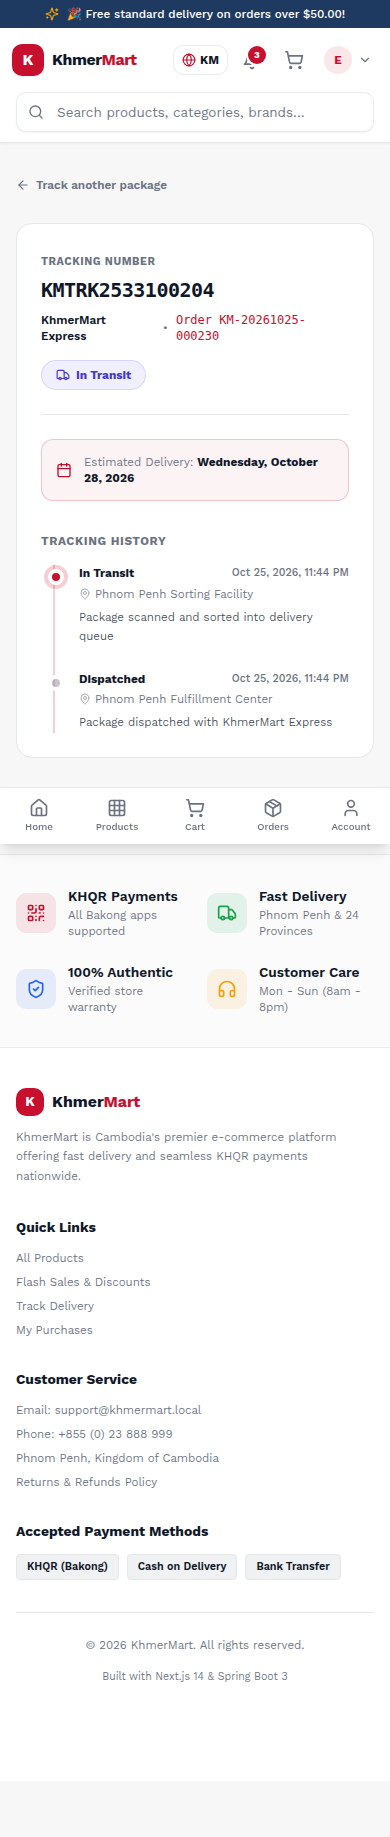 ✨ 🎉 Free standard delivery on orders over $50.00!
K KhmerMart KM 3 E
Search products, categories, brands...
← Track another package
TRACKING NUMBER
KMTRK2533100204
KhmerMart Express • Order KM-20261025-000230
In Transit
Estimated Delivery: Wednesday, October
28, 2026
TRACKING HISTORY
In Transit Oct 25, 2026, 11:44 PM
Phnom Penh Sorting Facility
Package scanned and sorted into delivery
queue
Dispatched Oct 25, 2026, 11:44 PM
Phnom Penh Fulfillment Center
Package dispatched with KhmerMart Express
Home Products Cart Orders Account
KHQR Payments
All Bakong apps
supported
Fast Delivery
Phnom Penh & 24
Provinces
100% Authentic
Verified store
warranty
Customer Care
Mon - Sun (8am -
8pm)
K KhmerMart
KhmerMart is Cambodia's premier e-commerce platform
offering fast delivery and seamless KHQR payments
nationwide.
Quick Links
All Products
Flash Sales & Discounts
Track Delivery
My Purchases
Customer Service
Email: support@khmermart.local
Phone: +855 (0) 23 888 999
Phnom Penh, Kingdom of Cambodia
Returns & Refunds Policy
Accepted Payment Methods
KHQR (Bakong) Cash on Delivery Bank Transfer
© 2026 KhmerMart. All rights reserved.
Built with Next.js 14 & Spring Boot 3